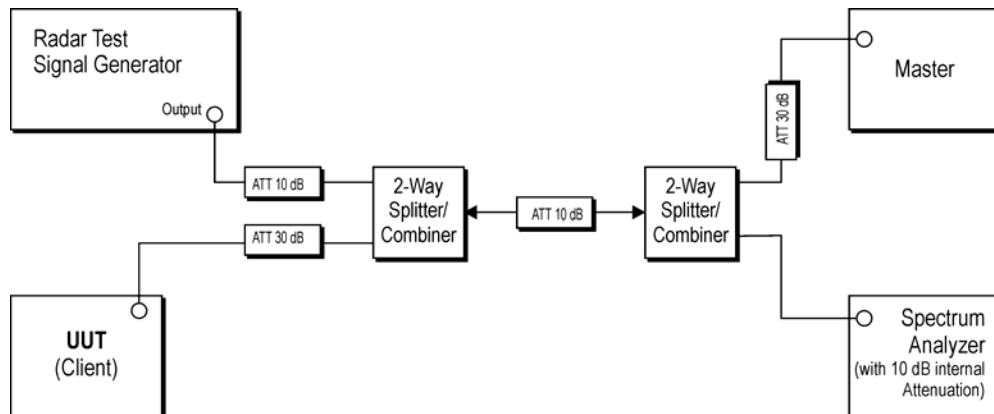 Radar Test
Signal Generator
Output
ATT 10 dB
ATT 30 dB
UUT
(Client)
2-Way
Splitter/
Combiner
ATT 10 dB
2-Way
Splitter/
Combiner
ATT 30 dB
Master
Spectrum
Analyzer
(with 10 dB internal
Attenuation)